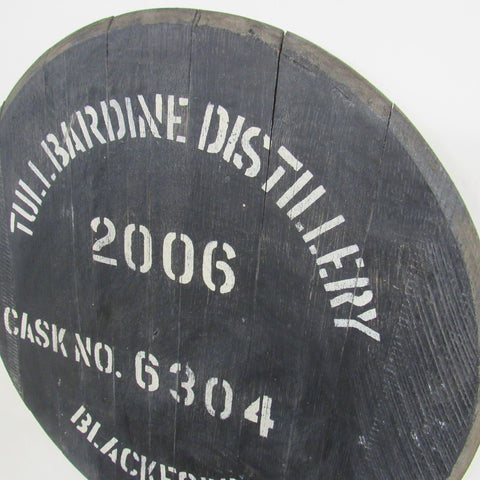 TULLIBARDINE DISTILLERY
2006
CASK NO. 6304